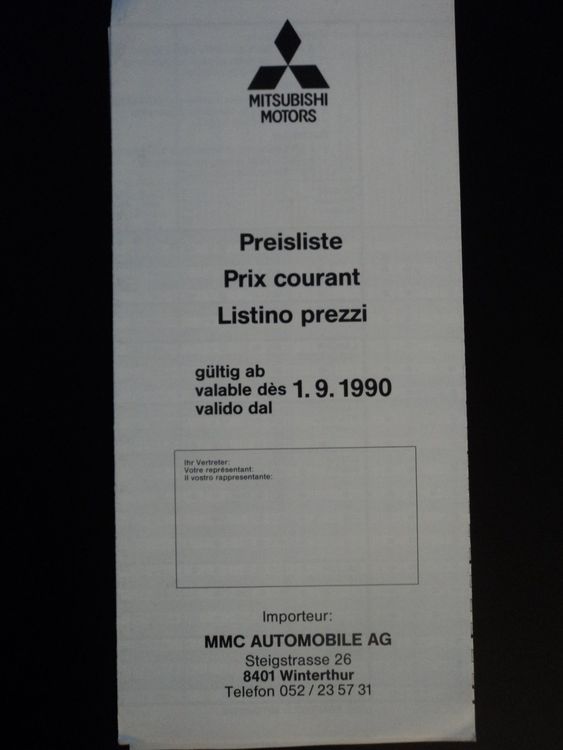 MITSUBISHI
MOTORS
Preisliste
Prix courant
Listino prezzi
gültig ab
valable dès 1.9.1990
valido dal
Ihr Vertreter:
Votre représentant:
Il vostro rappresentante:
Importeur:
MMC AUTOMOBILE AG
Steigstrasse 26
8401 Winterthur
Telefon 052 / 23 57 31